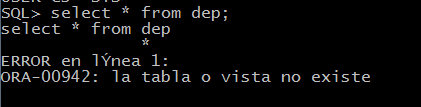 SQL> select * from dep;
select * from dep
*
ERROR en lÝnea 1:
ORA-00942: la tabla o vista no existe